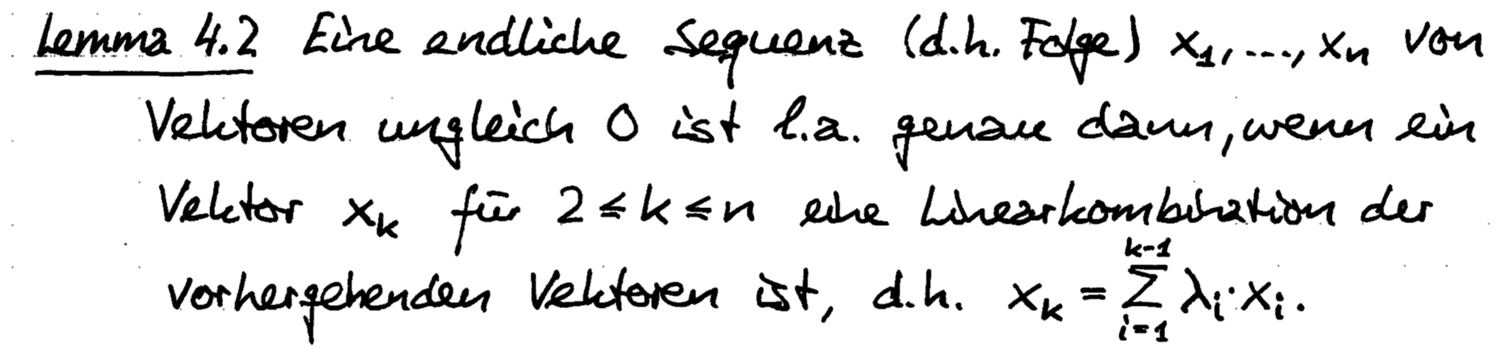 Lemma 4.2 Eine endliche Sequenz (d.h. Folge) x₁, ..., xₙ von
Vektoren ungleich 0 ist l.a. genau dann, wenn ein
Vektor xₖ für 2 ≤ k ≤ n eine Linearkombination der
vorhergehenden Vektoren ist, d.h. xₖ = ∑_{i=1}^{k-1} λᵢ·xᵢ.